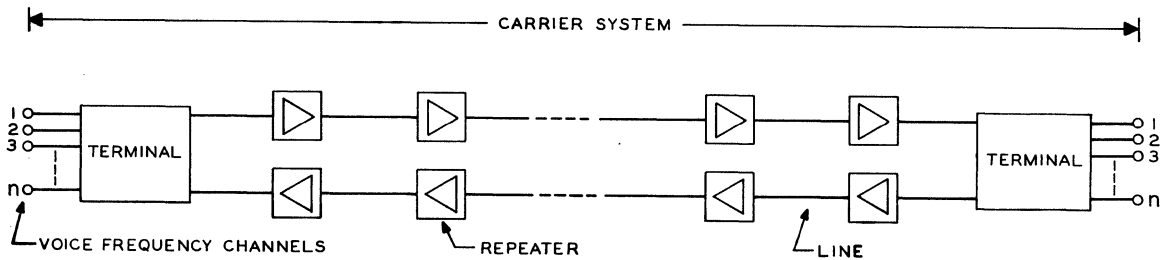 CARRIER SYSTEM
1
2
3
n
TERMINAL
TERMINAL
1
2
3
n
VOICE FREQUENCY CHANNELS
REPEATER
LINE